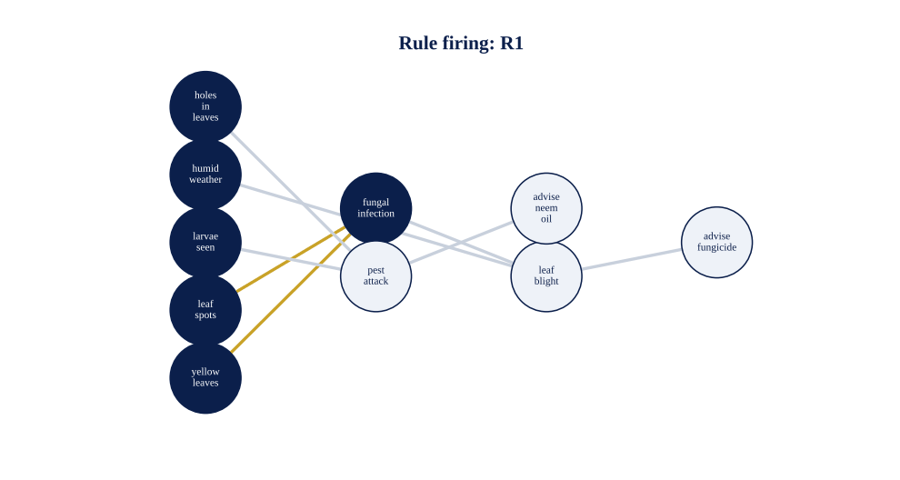 Rule firing: R1
holes
in
leaves
humid
weather
larvae
seen
leaf
spots
yellow
leaves
fungal
infection
pest
attack
advise
neem
oil
leaf
blight
advise
fungicide